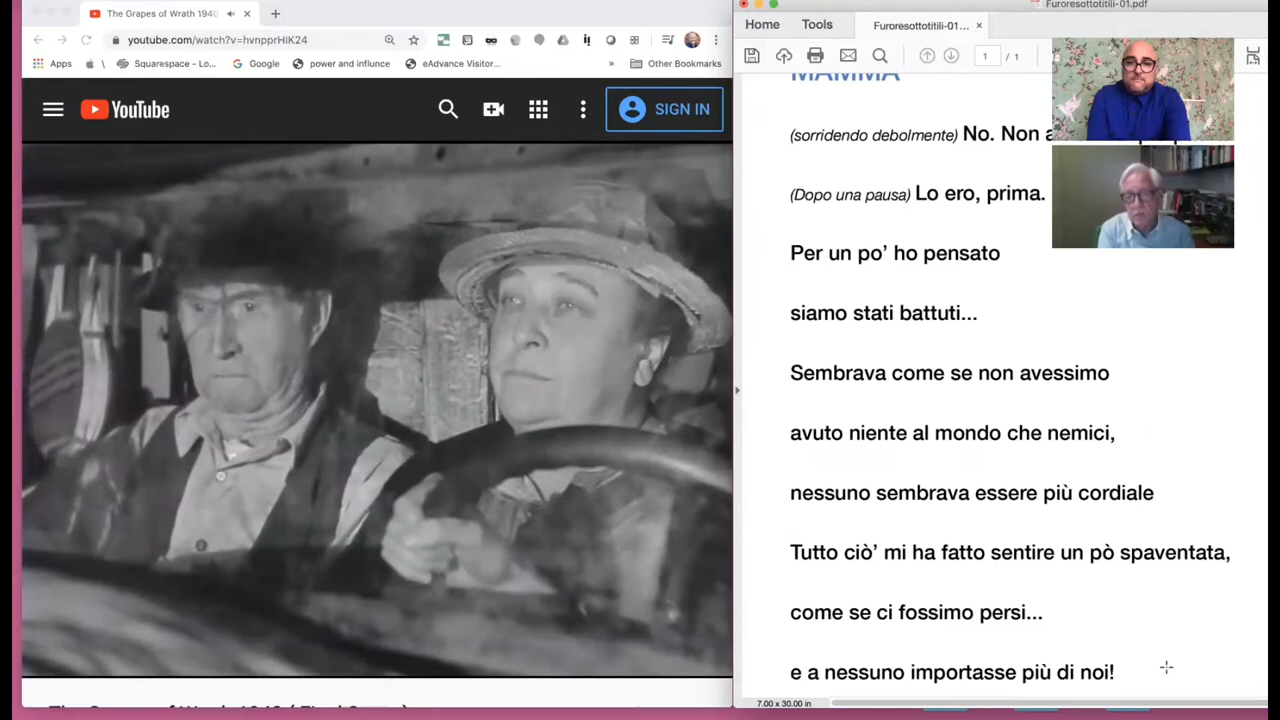 The Grapes of Wrath 1940
youtube.com/watch?v=hvnpprHiK24
Apps
Squarespace - Lo...
Google
power and influnce
eAdvance Visitor...
»
Other Bookmarks
YouTube
SIGN IN
Furoresottotitili-01.pdf
Home
Tools
Furoresottotitili-01...
1
/ 1
MAMMA
(sorridendo debolmente) No. Non
(Dopo una pausa) Lo ero, prima.
Per un po’ ho pensato
siamo stati battuti...
Sembrava come se non avessimo
avuto niente al mondo che nemici,
nessuno sembrava essere più cordiale
Tutto ciò’ mi ha fatto sentire un pò spaventata,
come se ci fossimo persi...
e a nessuno importasse più di noi!
7.00 x 30.00 in